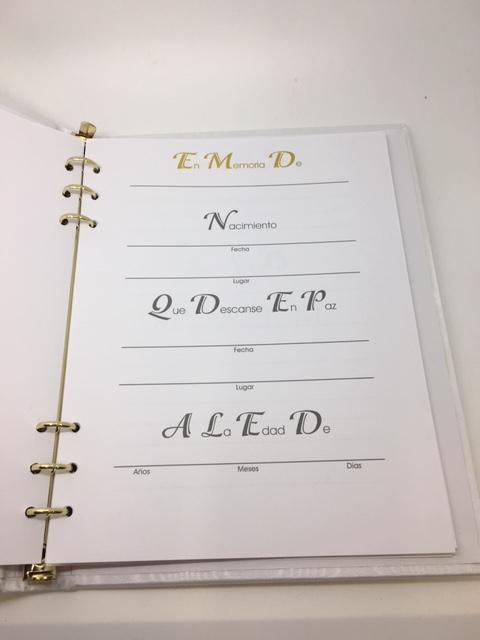 En Memoria De
Nacimiento
Fecha
Lugar
Que Descanse En Paz
Fecha
Lugar
A La Edad De
Años Meses Días